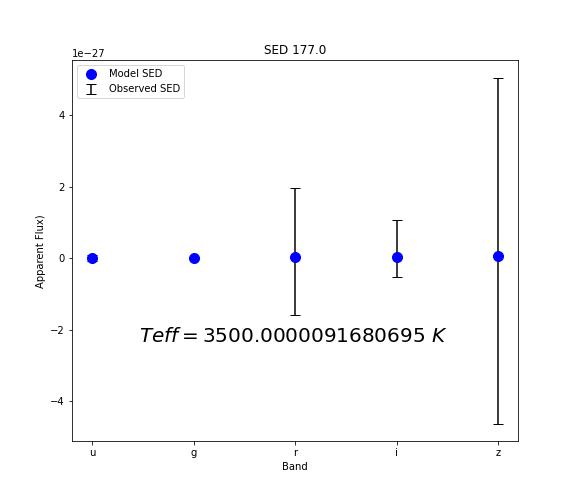 SED 177.0
1e−27
Model SED
Observed SED
4
2
0
−2
−4
Apparent Flux)
Teff = 3500.0000091680695 K
u g r i z
Band